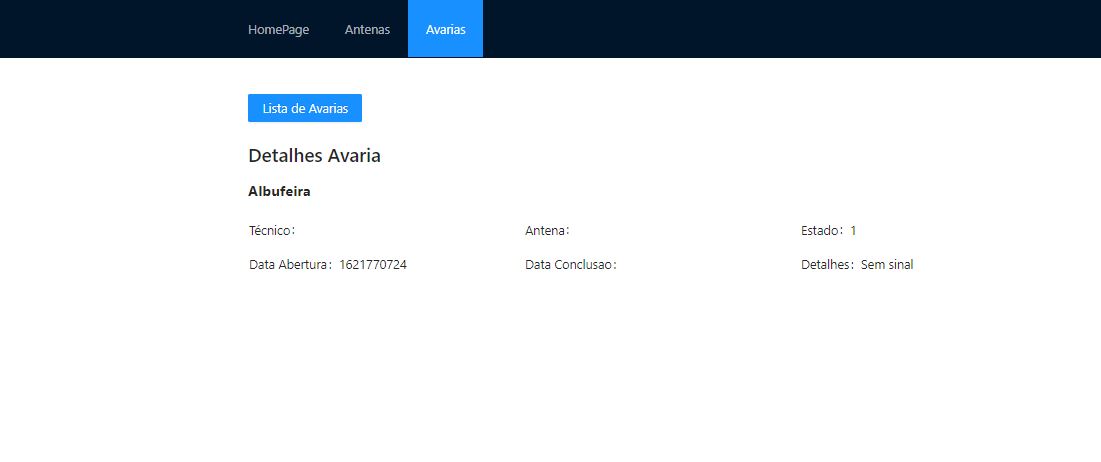 HomePage Antenas Avarias
Lista de Avarias
Detalhes Avaria
Albufeira
Técnico: Antena: Estado: 1
Data Abertura: 1621770724 Data Conclusao: Detalhes: Sem sinal